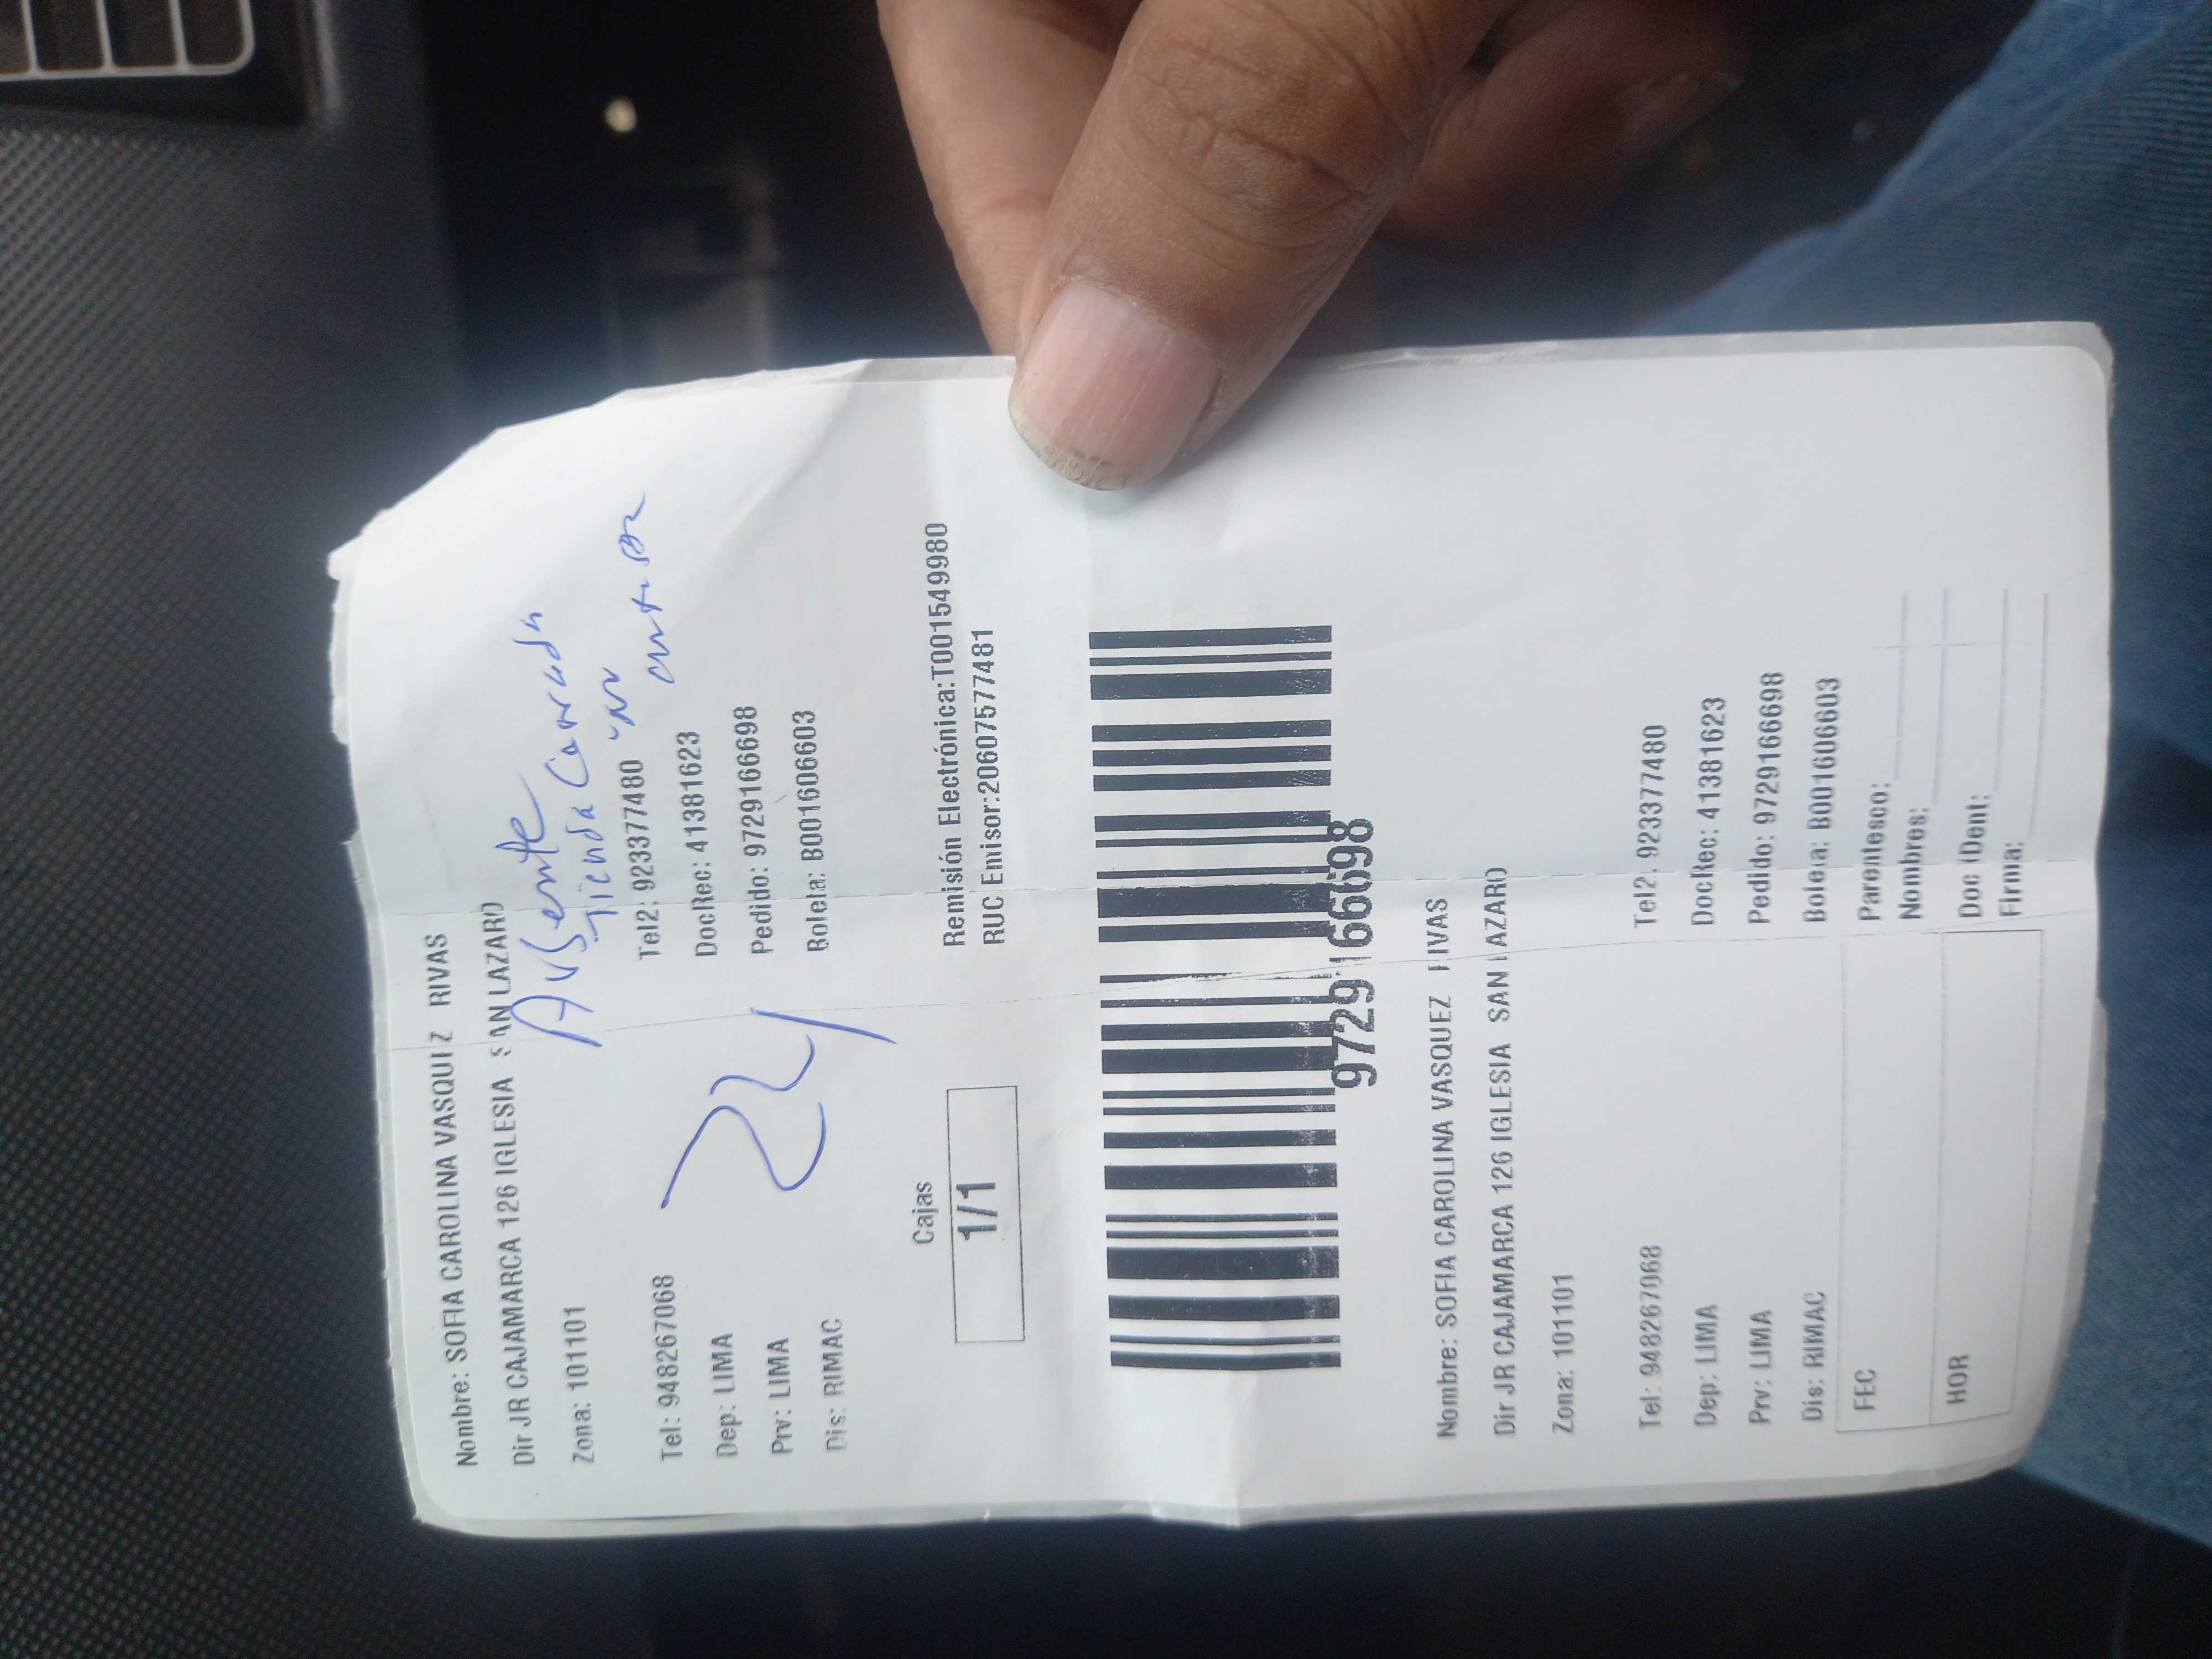 Nombre: SOFIA CAROLINA VASQUEZ RIVAS
Dir JR CAJAMARCA 126 IGLESIA SAN LAZARO
Ausente
Zona: 101101
Tienda Cerrada
Tel: 948267068 Tel2: 923377480
Dep: LIMA DocRec: 41381623
Prv: LIMA Pedido: 9729166698
Dis: RIMAC Boleta: B001606603
24
Cajas
1/1
Remisión Electrónica:T001549980
RUC Emisor:20607577481
97291 66698
Nombre: SOFIA CAROLINA VASQUEZ RIVAS
Dir JR CAJAMARCA 126 IGLESIA SAN LAZARO
Zona: 101101
Tel: 948267068 Tel2. 923377480
Dep: LIMA DocRec: 41381623
Prv: LIMA Pedido: 97291666698
Dis: RIMAC Boleta: B001606603
FEC
HOR
Parentesco:
Nombres:
Doc Ident:
Firma: